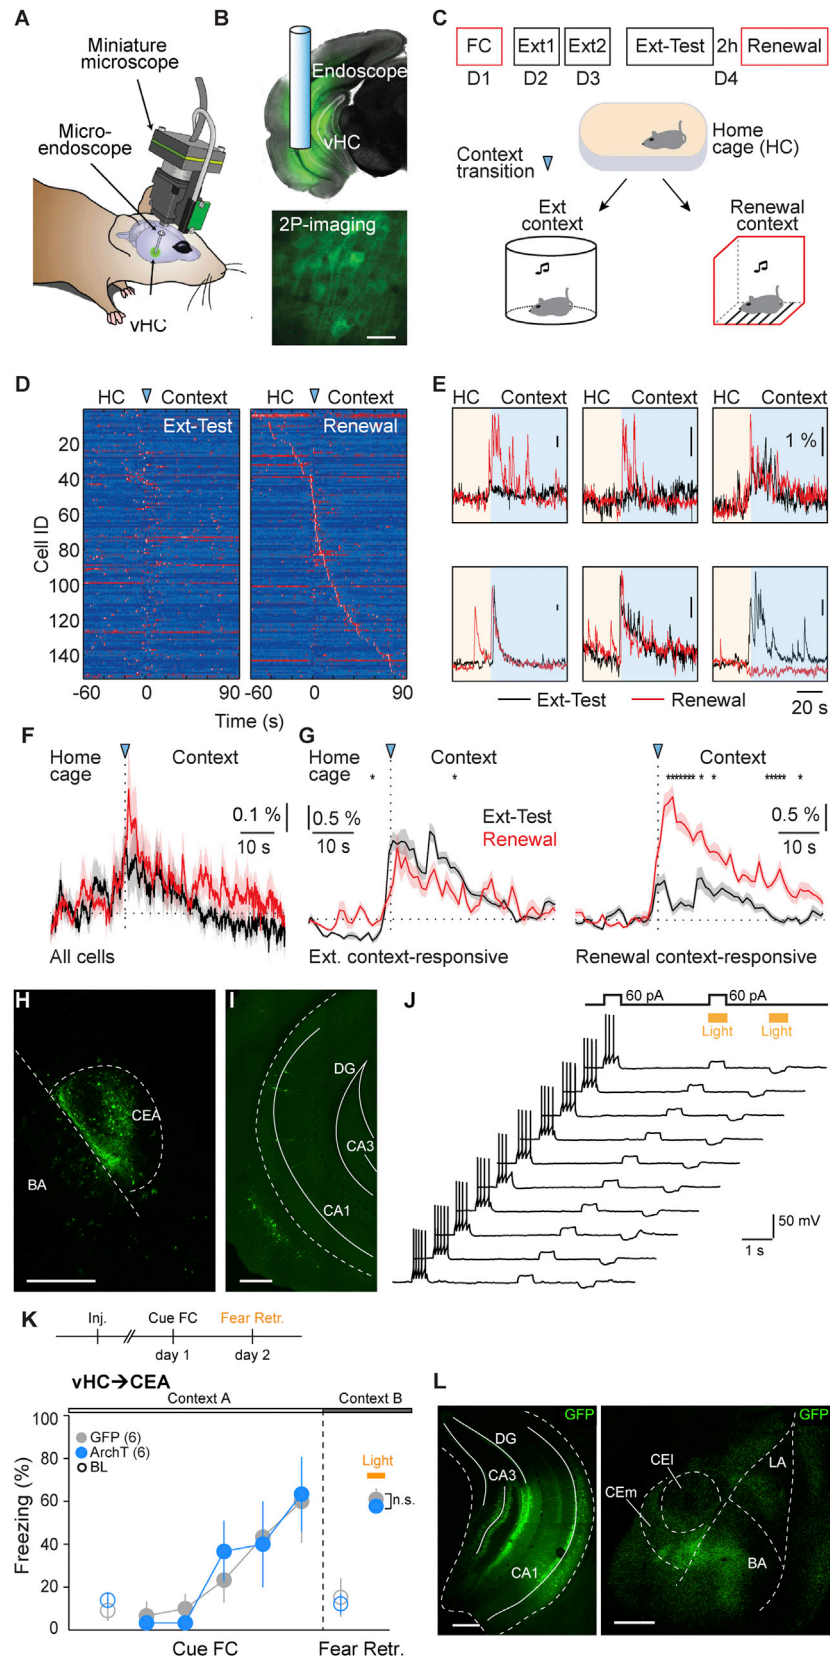 A
Miniature
microscope
Micro-
endoscope
vHC
B
Endoscope
vHC
2P-imaging
C
FC Ext1 Ext2 Ext-Test 2h Renewal
D1 D2 D3 D4
Home
cage (HC)
Context
transition
Ext
context
Renewal
context
D
HC Context HC Context
Ext-Test Renewal
Cell ID
20
40
60
80
100
120
140
-60 0 90 -60 0 90
Time (s)
E
HC Context HC Context HC Context
1 %
Ext-Test Renewal
20 s
F
Home
cage
Context
0.1 %
10 s
All cells
G
Home
cage
Context
*
*
0.5 %
10 s
Ext-Test
Renewal
Ext. context-responsive
Context
0.5 %
10 s
Renewal context-responsive
H
CEA
BA
I
DG
CA3
CA1
J
60 pA 60 pA
Light Light
50 mV
1 s
K
Inj. Cue FC Fear Retr.
day 1 day 2
vHC→CEA
Context A Context B
Freezing (%)
100
80
60
40
20
0
GFP (6)
ArchT (6)
BL
Light
n.s.
Cue FC Fear Retr.
L
GFP
DG
CA3
CA1
GFP
LA
CEl
CEm
BA